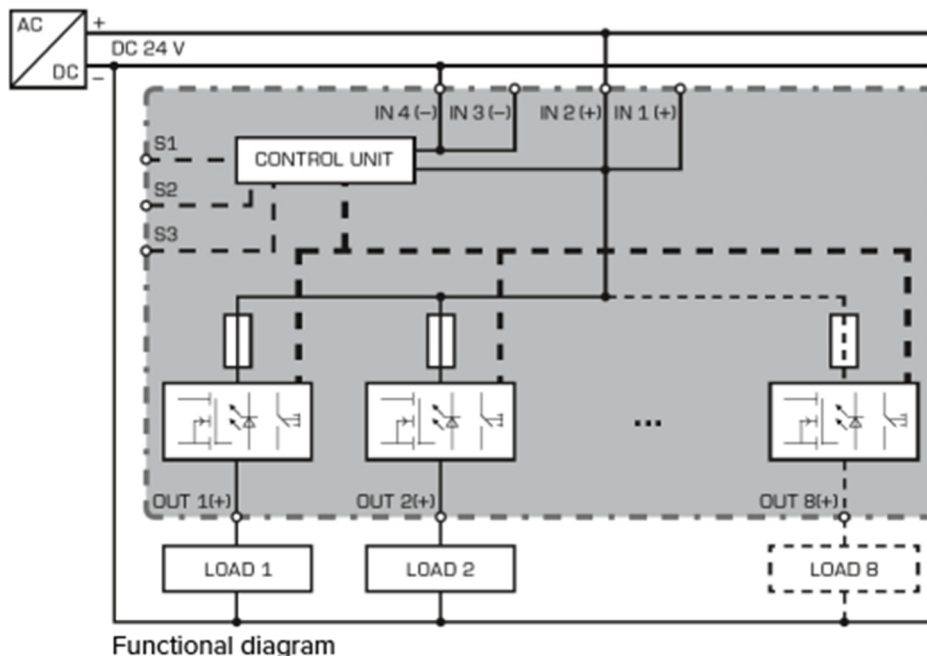 AC
+
DC 24 V
DC
−
IN 4 (−) IN 3 (−) IN 2 (+) IN 1 (+)
S1
CONTROL UNIT
S2
S3
...
OUT 1(+) OUT 2(+) OUT 8(+)
LOAD 1 LOAD 2 LOAD 8
Functional diagram